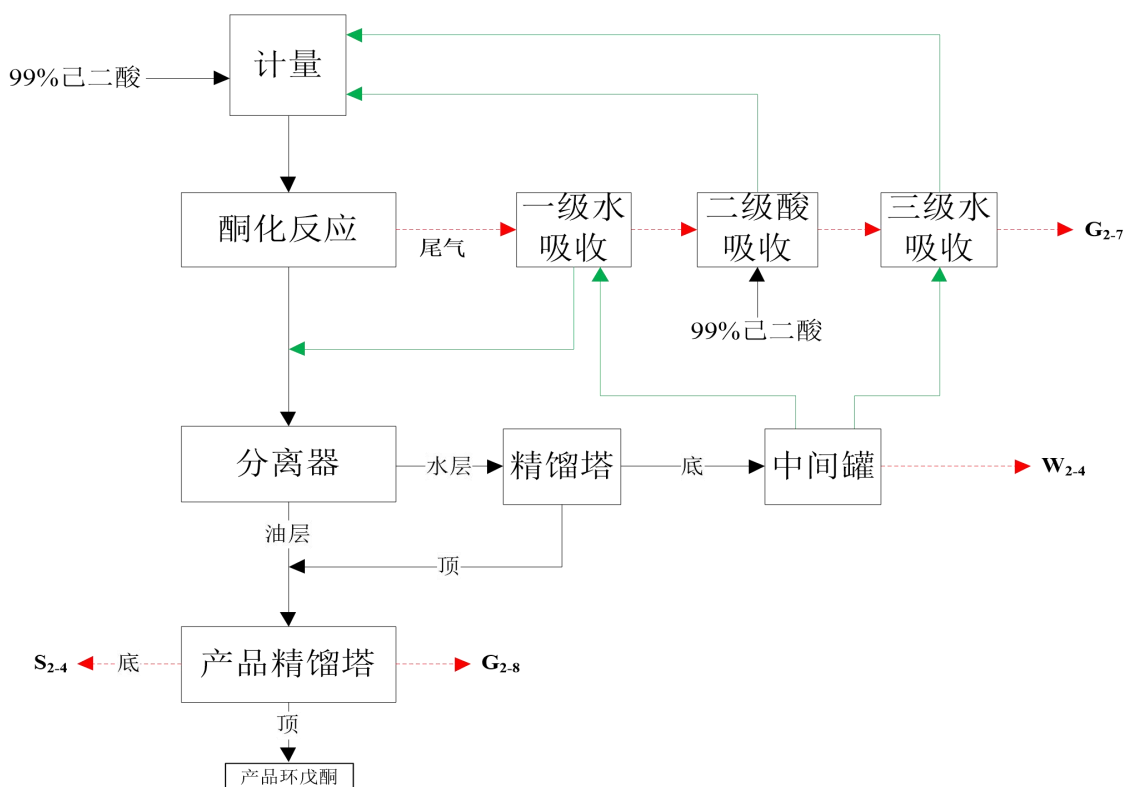 计量
99%己二酸
酮化反应
尾气
一级水
吸收
二级酸
吸收
三级水
吸收
G2-7
99%己二酸
分离器
水层
精馏塔
底
中间罐
W2-4
油层
顶
S2-4
底
产品精馏塔
G2-8
顶
产品环戊酮